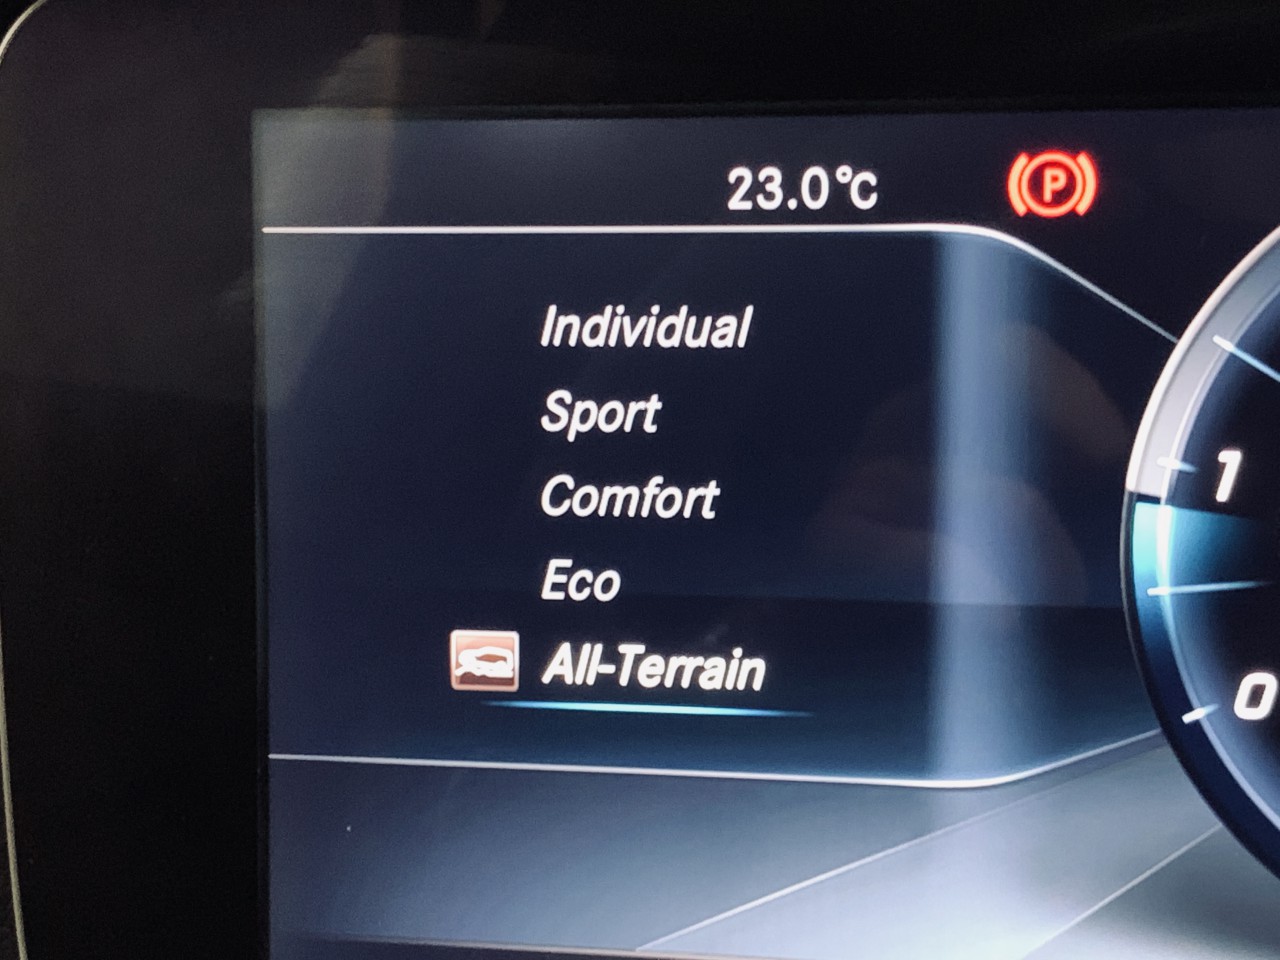 23.0°C
P
Individual
Sport
Comfort
Eco
All-Terrain
1
0